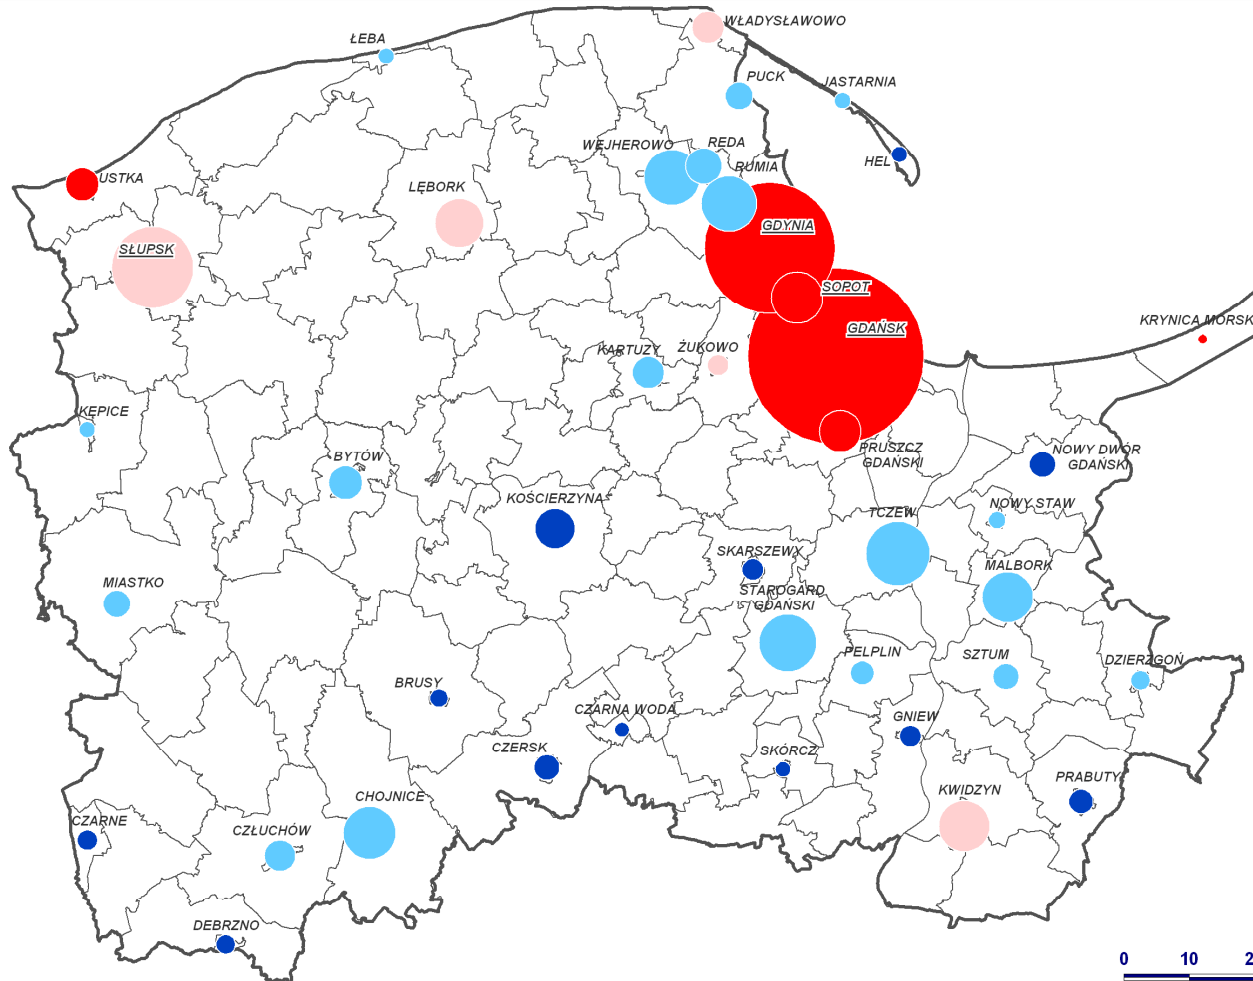 WŁADYSŁAWOWO
ŁEBA
PUCK
JASTARNIA
WEJHEROWO
REDA
HEL
RUMIA
USTKA
LĘBORK
GDYNIA
SŁUPSK
SOPOT
GDAŃSK
KRYNICA MORSK
KARTUZY
ŻUKOWO
KĘPICE
PRUSZCZ
GDAŃSKI
NOWY DWÓR
GDAŃSKI
BYTÓW
KOŚCIERZYNA
NOWY STAW
TCZEW
SKARSZEWY
MALBORK
MIASTKO
STAROGARD
GDAŃSKI
PELPLIN
SZTUM
DZIERZGOŃ
BRUSY
CZARNA WODA
GNIEW
CZERSK
SKÓRCZ
PRABUTY
KWIDZYN
CHOJNICE
CZARNE
CZŁUCHÓW
DEBRZNO
0 10 2